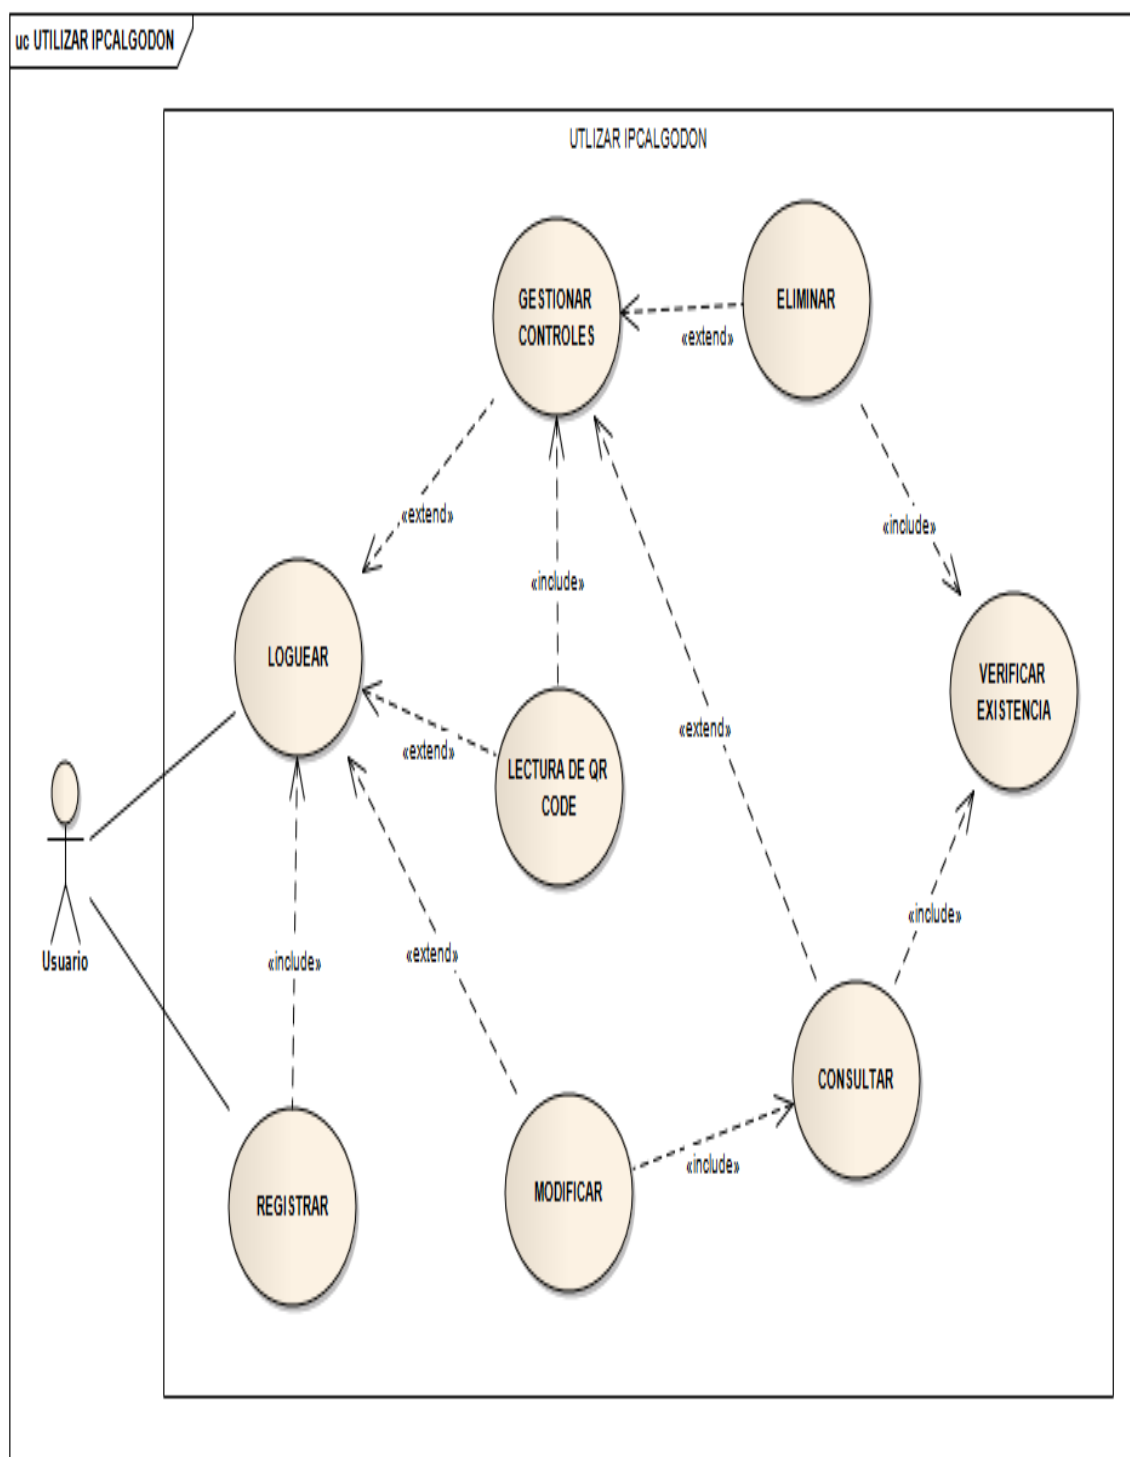 uc UTILIZAR IPCALGODON
UTLIZAR IPCALGODON
GESTIONAR
CONTROLES
ELIMINAR
«extend»
«extend»
«include»
«include»
LOGUEAR
VERIFICAR
EXISTENCIA
«extend»
«extend»
LECTURA DE QR
CODE
Usuario
«include»
«extend»
«include»
CONSULTAR
«include»
REGISTRAR
MODIFICAR